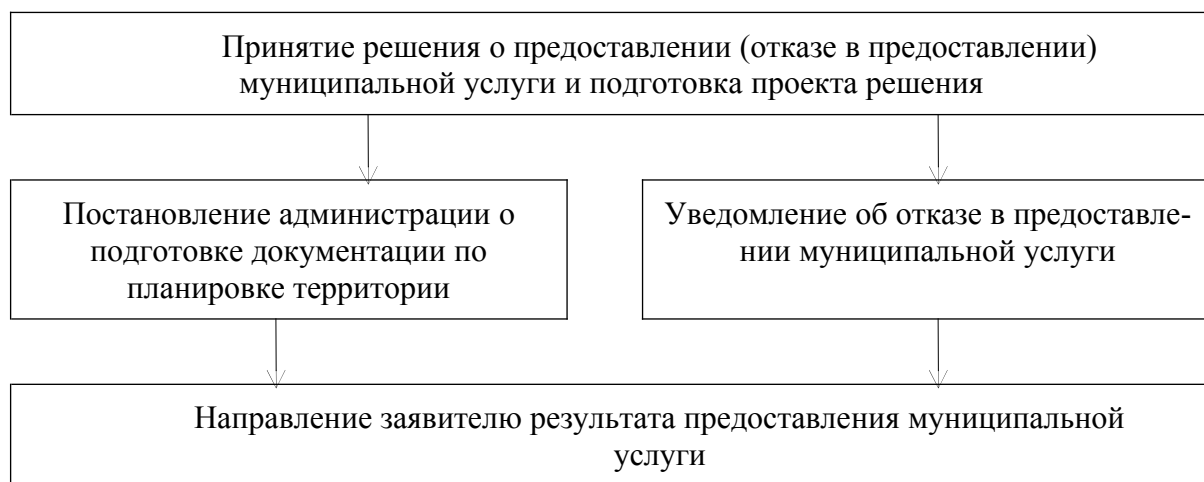 Принятие решения о предоставлении (отказе в предоставлении)
муниципальной услуги и подготовка проекта решения
Постановление администрации о
подготовке документации по
планировке территории
Уведомление об отказе в предоставле-
нии муниципальной услуги
Направление заявителю результата предоставления муниципальной
услуги